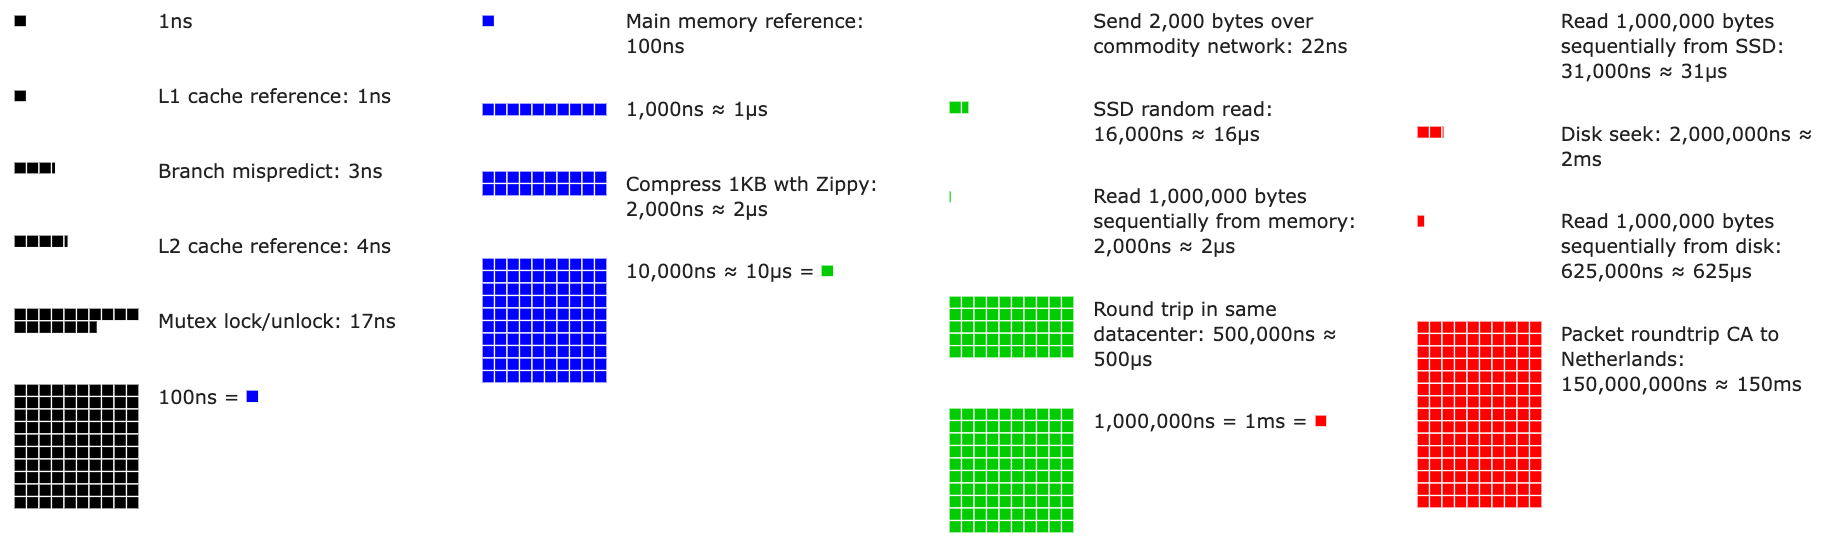 1ns
L1 cache reference: 1ns
Branch mispredict: 3ns
L2 cache reference: 4ns
Mutex lock/unlock: 17ns
100ns =
Main memory reference:
100ns
1,000ns ≈ 1μs
Compress 1KB wth Zippy:
2,000ns ≈ 2μs
10,000ns ≈ 10μs =
Send 2,000 bytes over
commodity network: 22ns
SSD random read:
16,000ns ≈ 16μs
Read 1,000,000 bytes
sequentially from memory:
2,000ns ≈ 2μs
Round trip in same
datacenter: 500,000ns ≈
500μs
1,000,000ns = 1ms =
Read 1,000,000 bytes
sequentially from SSD:
31,000ns ≈ 31μs
Disk seek: 2,000,000ns ≈
2ms
Read 1,000,000 bytes
sequentially from disk:
625,000ns ≈ 625μs
Packet roundtrip CA to
Netherlands:
150,000,000ns ≈ 150ms